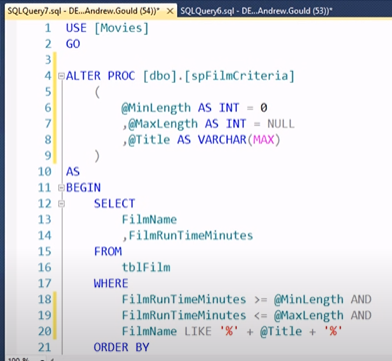 SQLQuery7.sql - DE...Andrew.Gould (54))* × SQLQuery6.sql - DE...Andrew.Gould (53))*
1 USE [Movies]
2 GO
3
4 ALTER PROC [dbo].[spFilmCriteria]
5 (
6 @MinLength AS INT = 0
7 ,@MaxLength AS INT = NULL
8 ,@Title AS VARCHAR(MAX)
9 )
10 AS
11 BEGIN
12 SELECT
13 FilmName
14 ,FilmRunTimeMinutes
15 FROM
16 tblFilm
17 WHERE
18 FilmRunTimeMinutes >= @MinLength AND
19 FilmRunTimeMinutes <= @MaxLength AND
20 FilmName LIKE '%' + @Title + '%'
21 ORDER BY